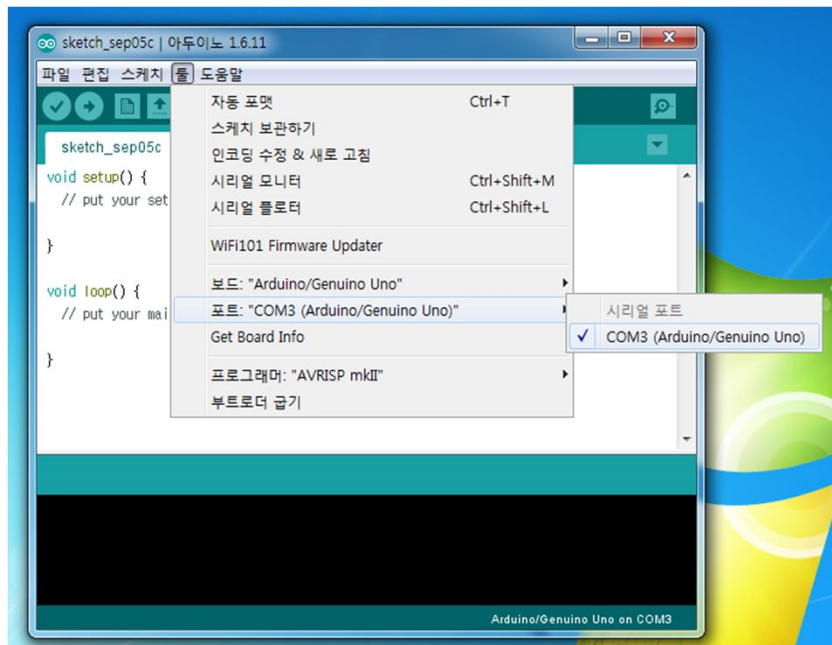 sketch_sep05c | 아두이노 1.6.11
파일 편집 스케치 툴 도움말
자동 포맷 Ctrl+T
스케치 보관하기
sketch_sep05c
인코딩 수정 & 새로 고침
void setup() {
시리얼 모니터 Ctrl+Shift+M
// put your set
시리얼 플로터 Ctrl+Shift+L
}
WiFi101 Firmware Updater
void loop() {
보드: "Arduino/Genuino Uno"
// put your mai
포트: "COM3 (Arduino/Genuino Uno)"
시리얼 포트
Get Board Info
✓ COM3 (Arduino/Genuino Uno)
}
프로그래머: "AVRISP mkII"
부트로더 굽기
Arduino/Genuino Uno on COM3